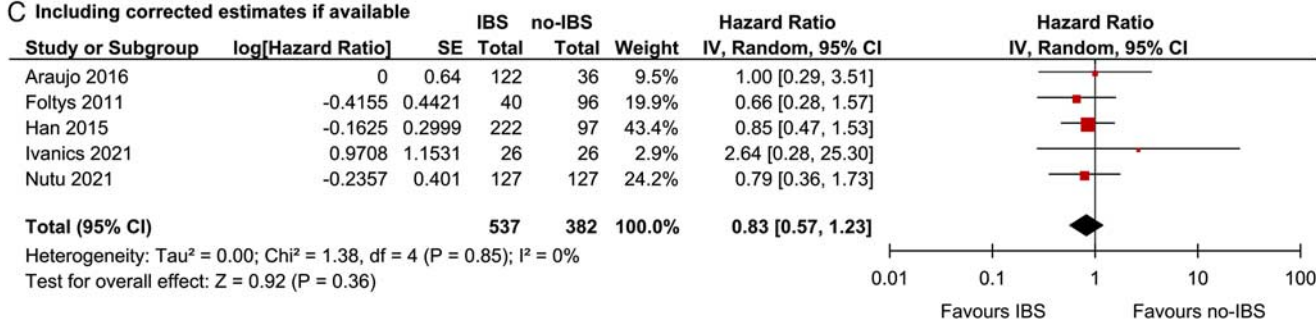 C Including corrected estimates if available
IBS no-IBS Hazard Ratio Hazard Ratio
Study or Subgroup log[Hazard Ratio] SE Total Total Weight IV, Random, 95% CI IV, Random, 95% CI
Araujo 2016 0 0.64 122 36 9.5% 1.00 [0.29, 3.51]
Foltys 2011 -0.4155 0.4421 40 96 19.9% 0.66 [0.28, 1.57]
Han 2015 -0.1625 0.2999 222 97 43.4% 0.85 [0.47, 1.53]
Ivanics 2021 0.9708 1.1531 26 26 2.9% 2.64 [0.28, 25.30]
Nutu 2021 -0.2357 0.401 127 127 24.2% 0.79 [0.36, 1.73]
Total (95% CI) 537 382 100.0% 0.83 [0.57, 1.23]
Heterogeneity: Tau² = 0.00; Chi² = 1.38, df = 4 (P = 0.85); I² = 0%
Test for overall effect: Z = 0.92 (P = 0.36)
0.01 0.1 1 10 100
Favours IBS Favours no-IBS